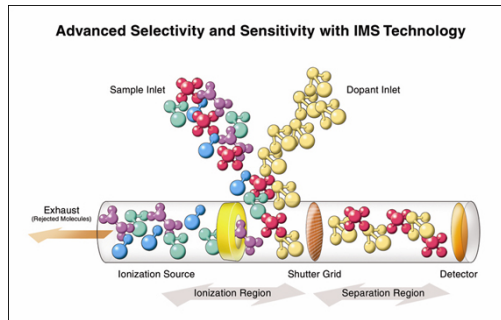 Advanced Selectivity and Sensitivity with IMS Technology
Sample Inlet
Dopant Inlet
Exhaust
(Rejected Molecules)
Ionization Source
Shutter Grid
Detector
Ionization Region
Separation Region